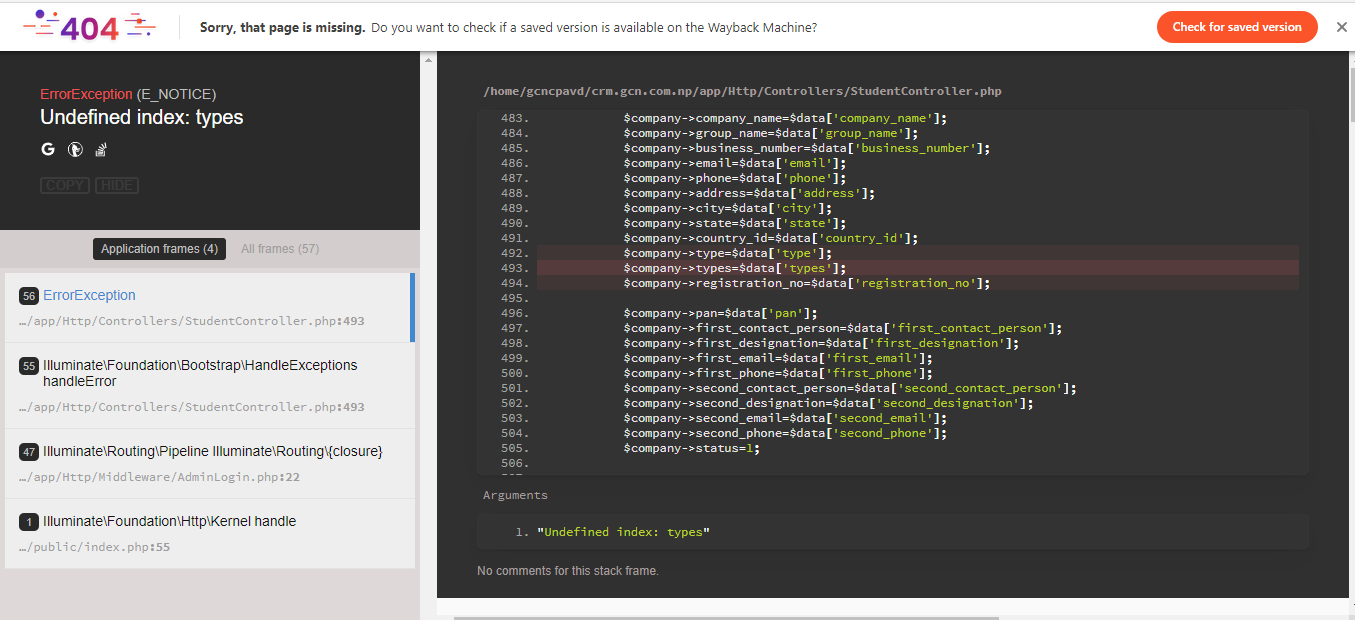 404
Sorry, that page is missing. Do you want to check if a saved version is available on the Wayback Machine?
Check for saved version
ErrorException (E_NOTICE)
Undefined index: types
COPY HIDE
Application frames (4) All frames (57)
56 ErrorException
…/app/Http/Controllers/StudentController.php:493
55 Illuminate\Foundation\Bootstrap\HandleExceptions
handleError
…/app/Http/Controllers/StudentController.php:493
47 Illuminate\Routing\Pipeline Illuminate\Routing\{closure}
…/app/Http/Middleware/AdminLogin.php:22
1 Illuminate\Foundation\Http\Kernel handle
…/public/index.php:55
/home/gcncpavd/crm.gcn.com.np/app/Http/Controllers/StudentController.php
483. $company->company_name=$data['company_name'];
484. $company->group_name=$data['group_name'];
485. $company->business_number=$data['business_number'];
486. $company->email=$data['email'];
487. $company->phone=$data['phone'];
488. $company->address=$data['address'];
489. $company->city=$data['city'];
490. $company->state=$data['state'];
491. $company->country_id=$data['country_id'];
492. $company->type=$data['type'];
493. $company->types=$data['types'];
494. $company->registration_no=$data['registration_no'];
495.
496. $company->pan=$data['pan'];
497. $company->first_contact_person=$data['first_contact_person'];
498. $company->first_designation=$data['first_designation'];
499. $company->first_email=$data['first_email'];
500. $company->first_phone=$data['first_phone'];
501. $company->second_contact_person=$data['second_contact_person'];
502. $company->second_designation=$data['second_designation'];
503. $company->second_email=$data['second_email'];
504. $company->second_phone=$data['second_phone'];
505. $company->status=1;
506.
Arguments
1. "Undefined index: types"
No comments for this stack frame.